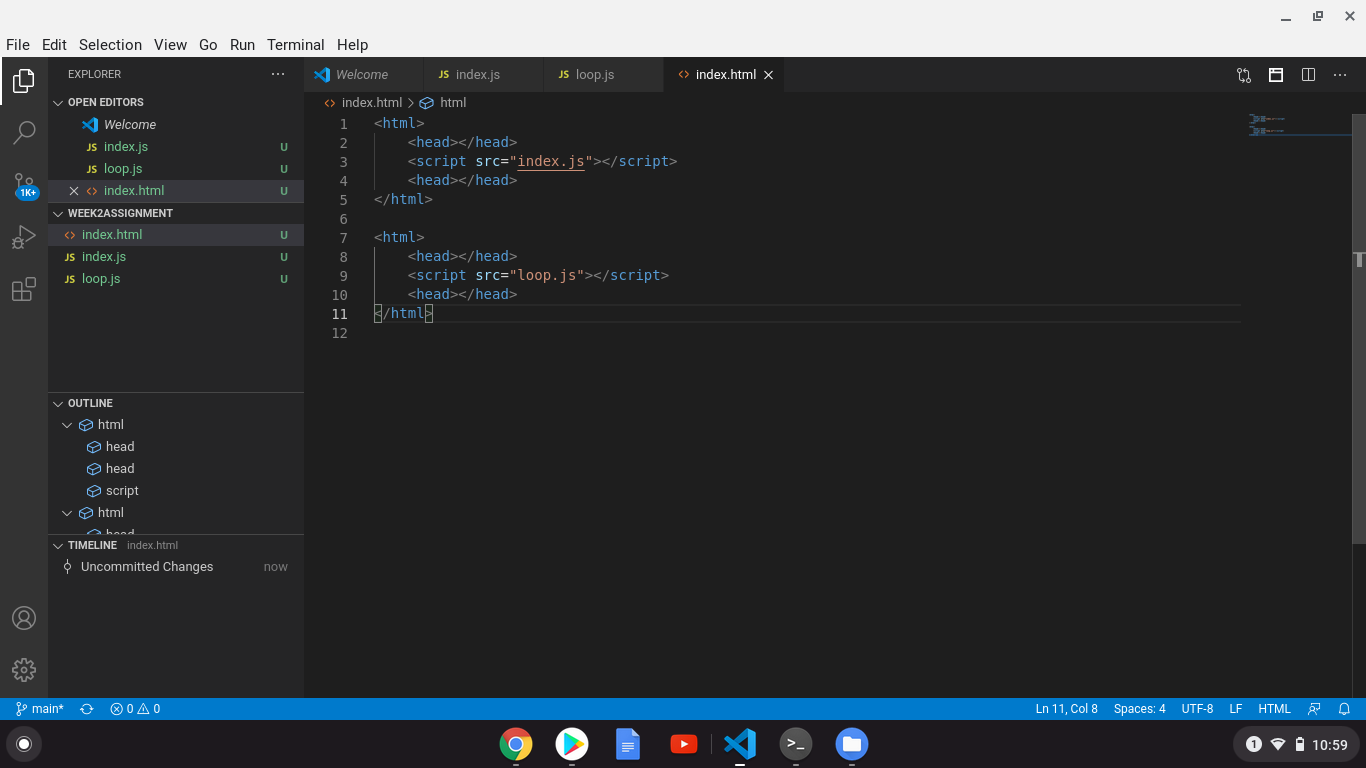 File Edit Selection View Go Run Terminal Help
EXPLORER
OPEN EDITORS
Welcome
index.js U
loop.js U
index.html U
WEEK2ASSIGNMENT
index.html U
index.js U
loop.js U
OUTLINE
html
head
head
script
html
head
TIMELINE index.html
Uncommitted Changes now
1K+
Welcome index.js loop.js index.html
index.html > html
1 <html>
2 <head></head>
3 <script src="index.js"></script>
4 <head></head>
5 </html>
6
7 <html>
8 <head></head>
9 <script src="loop.js"></script>
10 <head></head>
11 </html>
12
main* 0 0 Ln 11, Col 8 Spaces: 4 UTF-8 LF HTML
1 10:59